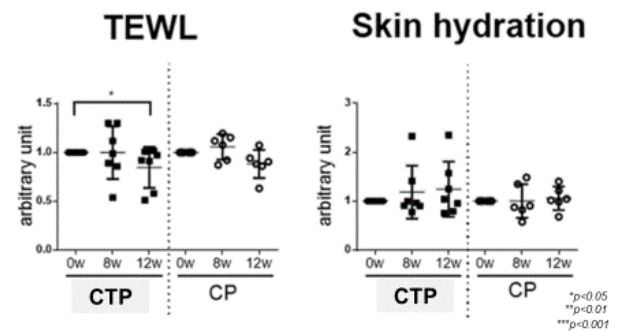 TEWL
Skin hydration
*
arbitrary unit
1.5
1.0
0.5
0.0
0w 8w 12w 0w 8w 12w
CTP CP
arbitrary unit
3
2
1
0
0w 8w 12w 0w 8w 12w
CTP CP
*p<0.05
**p<0.01
***p<0.001